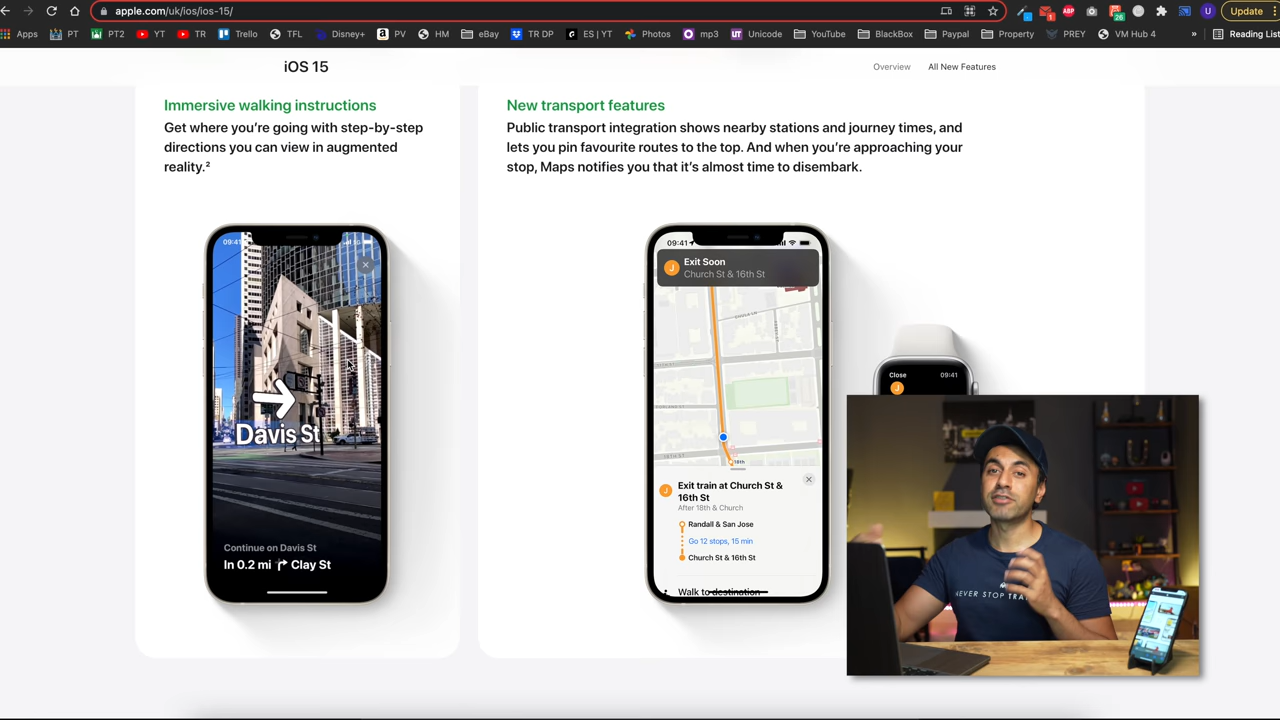 apple.com/uk/ios/ios-15/
Update
Apps PT PT2 YT TR Trello TFL Disney+ PV HM eBay TR DP ES | YT Photos mp3 Unicode YouTube BlackBox Paypal Property PREY VM Hub 4 » Reading List
iOS 15
Overview All New Features
Immersive walking instructions
Get where you're going with step-by-step
directions you can view in augmented
reality.²
New transport features
Public transport integration shows nearby stations and journey times, and
lets you pin favourite routes to the top. And when you're approaching your
stop, Maps notifies you that it's almost time to disembark.
09:41
Davis St
Continue on Davis St
In 0.2 mi Clay St
09:41
J
Exit Soon
Church St & 16th St
J
Exit train at Church St &
16th St
After 18th & Church
Randall & San Jose
Go 12 stops, 15 min
Church St & 16th St
Walk to destination
Close 09:41
J
NEVER STOP